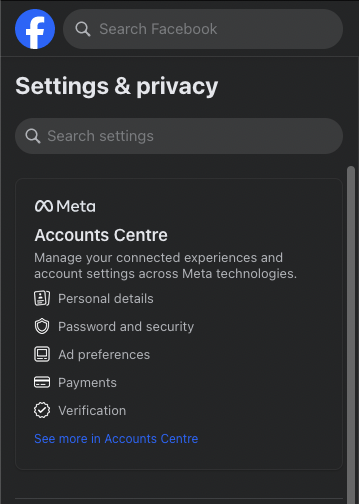 Search Facebook
Settings & privacy
Search settings
Meta
Accounts Centre
Manage your connected experiences and
account settings across Meta technologies.
Personal details
Password and security
Ad preferences
Payments
Verification
See more in Accounts Centre